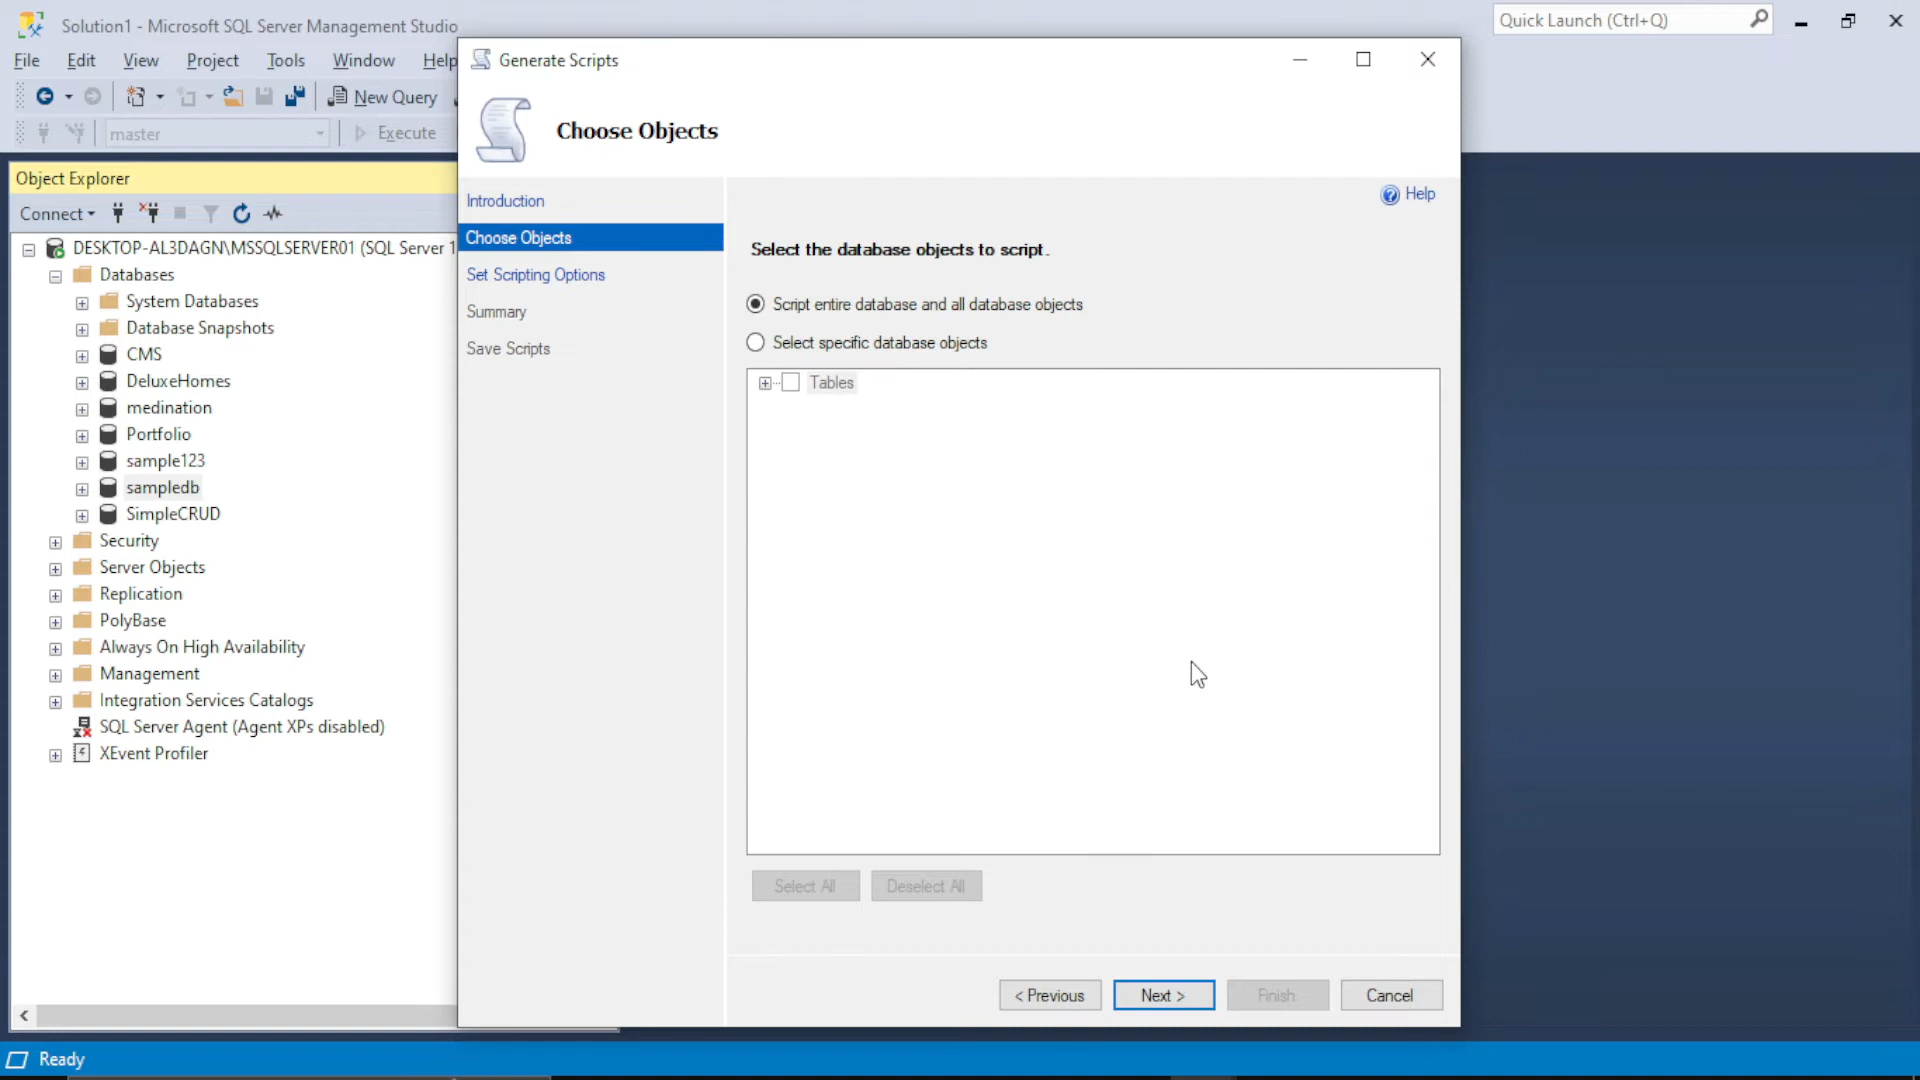 Solution1 - Microsoft SQL Server Management Studio
Quick Launch (Ctrl+Q)
File Edit View Project Tools Window Help
New Query
master
Execute
Object Explorer
Connect
DESKTOP-AL3DAGN\MSSQLSERVER01 (SQL Server 1
Databases
System Databases
Database Snapshots
CMS
DeluxeHomes
medination
Portfolio
sample123
sampledb
SimpleCRUD
Security
Server Objects
Replication
PolyBase
Always On High Availability
Management
Integration Services Catalogs
SQL Server Agent (Agent XPs disabled)
XEvent Profiler
Generate Scripts
Choose Objects
Introduction
Choose Objects
Set Scripting Options
Summary
Save Scripts
Help
Select the database objects to script.
Script entire database and all database objects
Select specific database objects
Tables
Select All Deselect All
< Previous Next > Finish Cancel
Ready